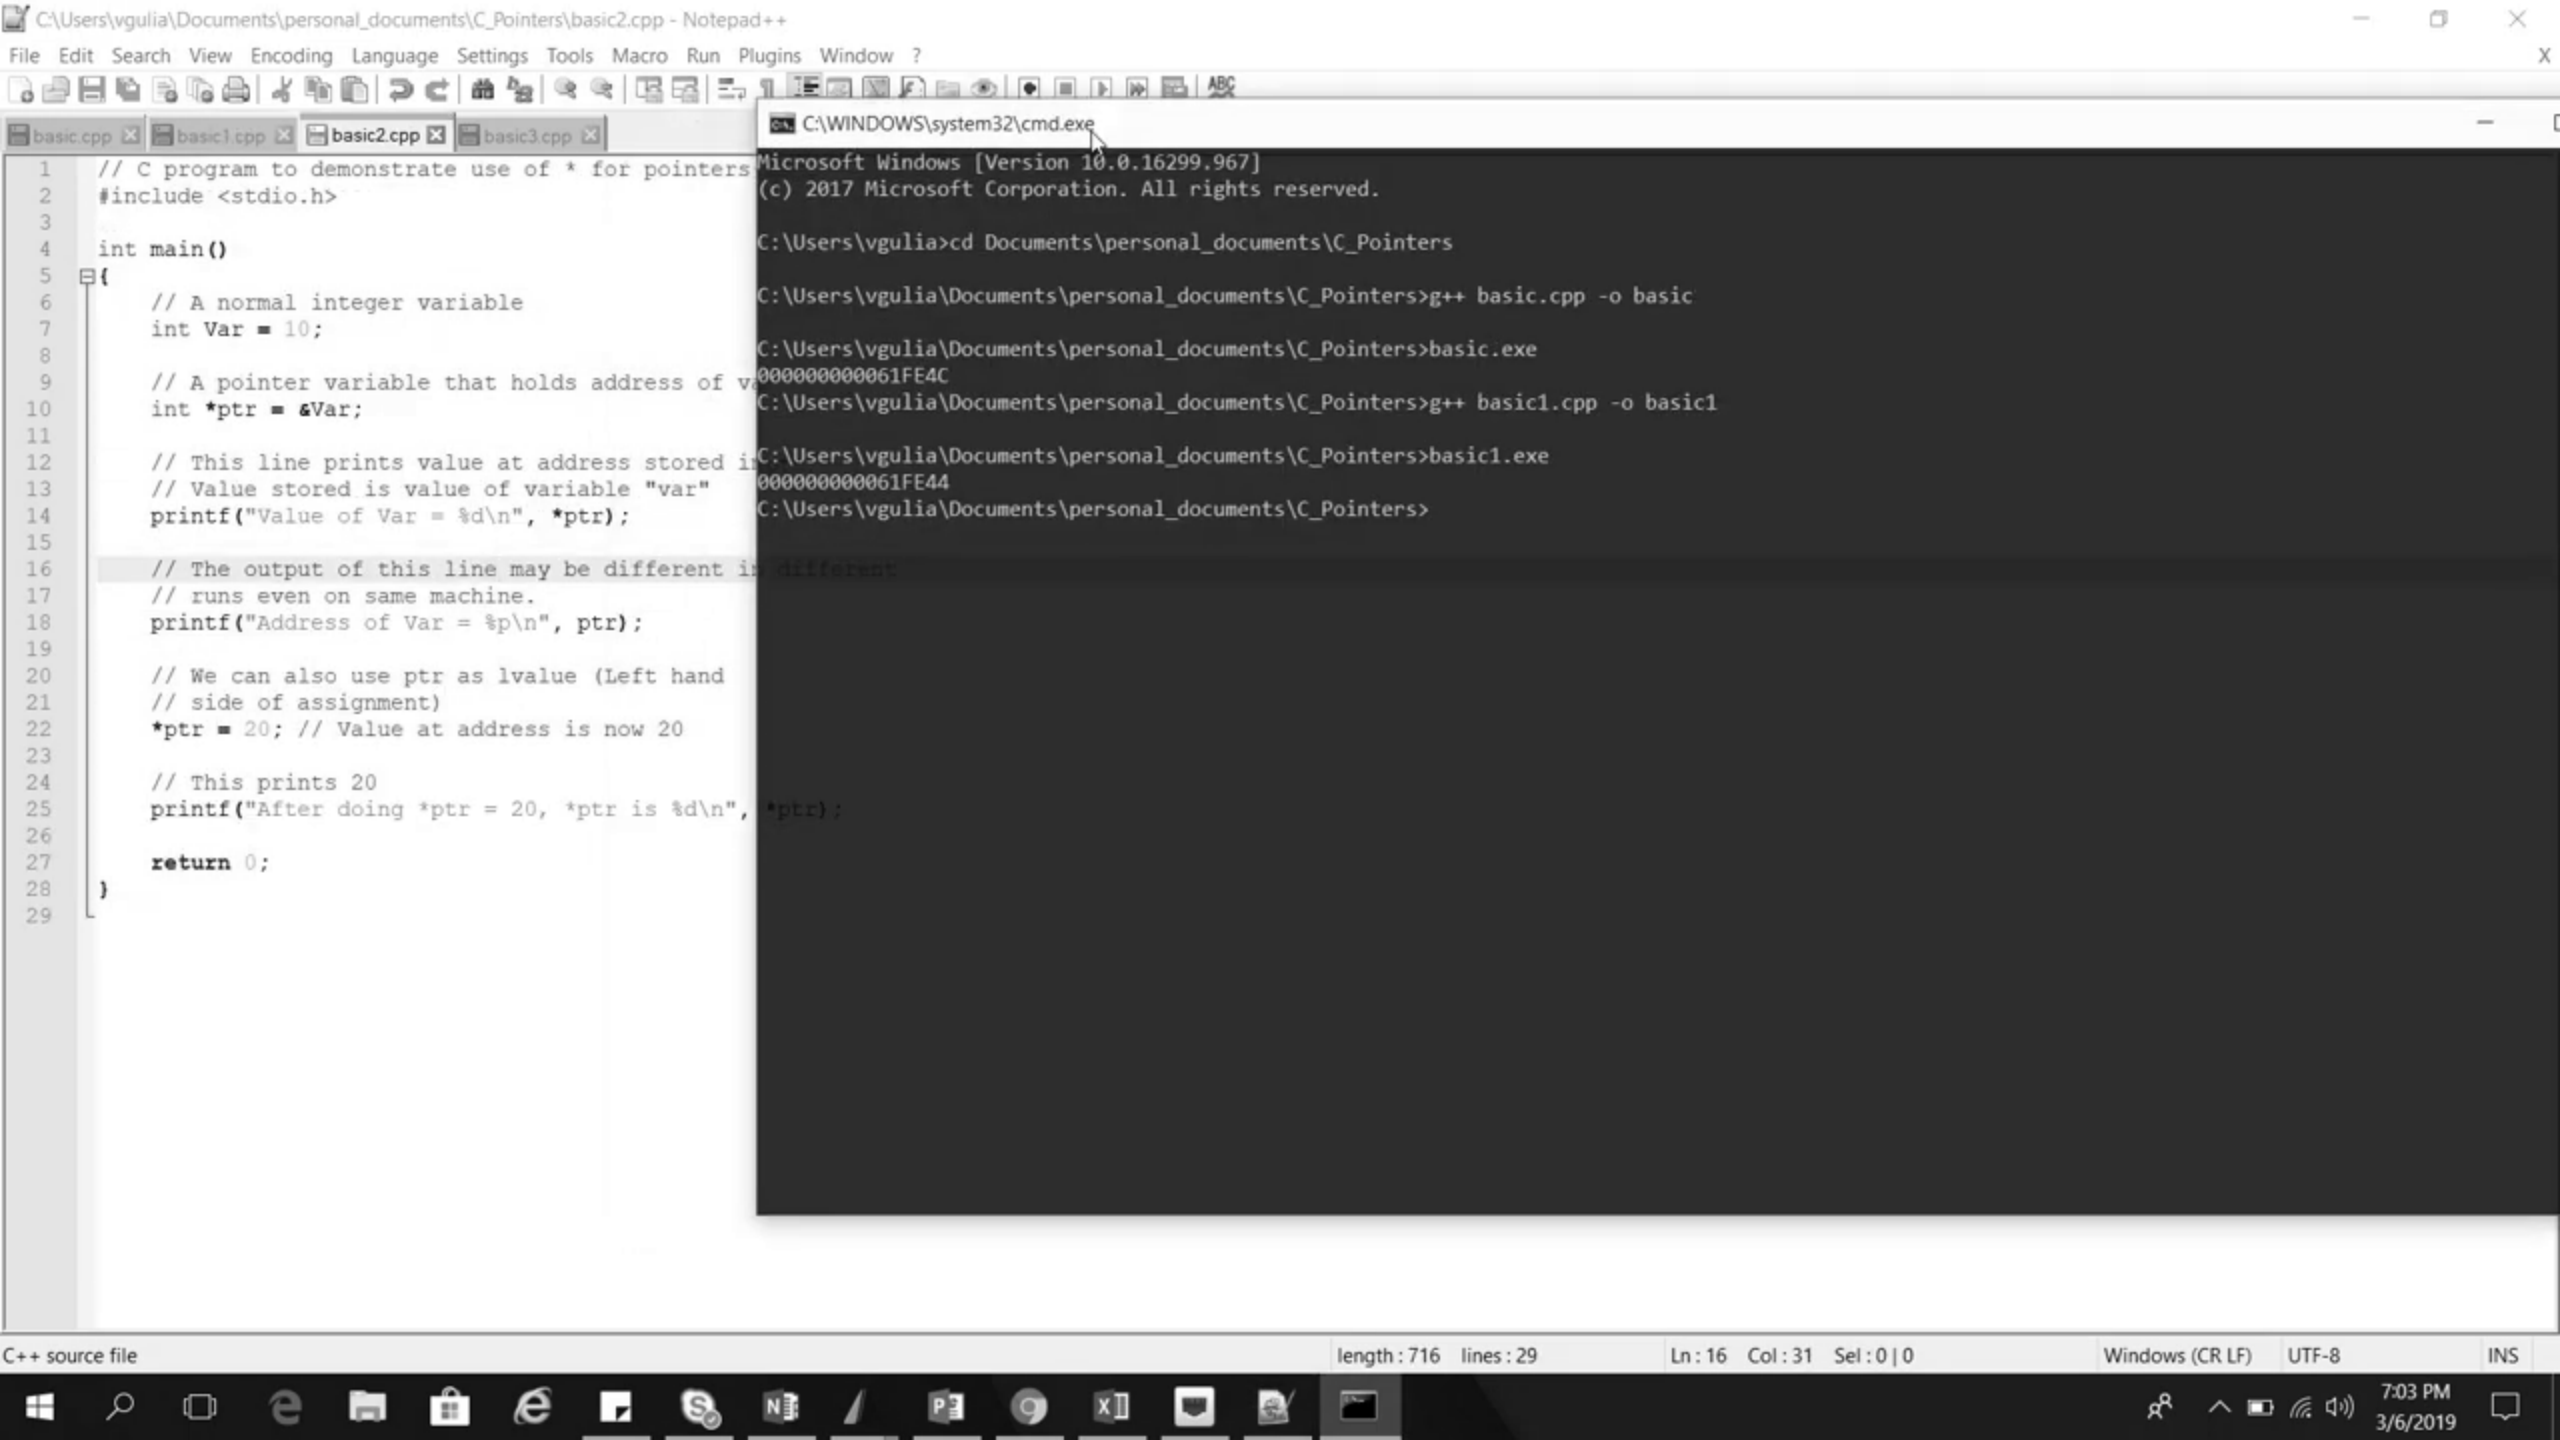 C:\Users\vgulia\Documents\personal_documents\C_Pointers\basic2.cpp - Notepad++
File Edit Search View Encoding Language Settings Tools Macro Run Plugins Window ?
X
ABC
basic.cpp basic1.cpp basic2.cpp basic3.cpp
1 // C program to demonstrate use of * for pointers
2 #include <stdio.h>
3
4 int main()
5 {
6 // A normal integer variable
7 int Var = 10;
8
9 // A pointer variable that holds address of va
10 int *ptr = &Var;
11
12 // This line prints value at address stored i
13 // Value stored is value of variable "var"
14 printf("Value of Var = %d\n", *ptr);
15
16 // The output of this line may be different in different
17 // runs even on same machine.
18 printf("Address of Var = %p\n", ptr);
19
20 // We can also use ptr as lvalue (Left hand
21 // side of assignment)
22 *ptr = 20; // Value at address is now 20
23
24 // This prints 20
25 printf("After doing *ptr = 20, *ptr is %d\n", *ptr);
26
27 return 0;
28 }
29
C:\WINDOWS\system32\cmd.exe
Microsoft Windows [Version 10.0.16299.967]
(c) 2017 Microsoft Corporation. All rights reserved.
C:\Users\vgulia>cd Documents\personal_documents\C_Pointers
C:\Users\vgulia\Documents\personal_documents\C_Pointers>g++ basic.cpp -o basic
C:\Users\vgulia\Documents\personal_documents\C_Pointers>basic.exe
000000000061FE4C
C:\Users\vgulia\Documents\personal_documents\C_Pointers>g++ basic1.cpp -o basic1
C:\Users\vgulia\Documents\personal_documents\C_Pointers>basic1.exe
000000000061FE44
C:\Users\vgulia\Documents\personal_documents\C_Pointers>
C++ source file length : 716 lines : 29 Ln : 16 Col : 31 Sel : 0 | 0 Windows (CR LF) UTF-8 INS
7:03 PM
3/6/2019